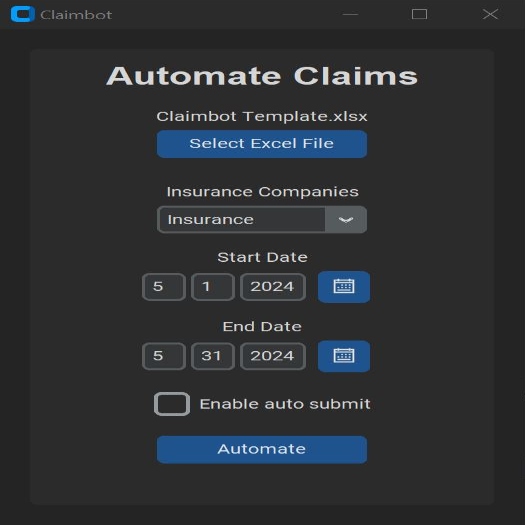 Claimbot
Automate Claims
Claimbot Template.xlsx
Select Excel File
Insurance Companies
Insurance
Start Date
5 1 2024
End Date
5 31 2024
Enable auto submit
Automate